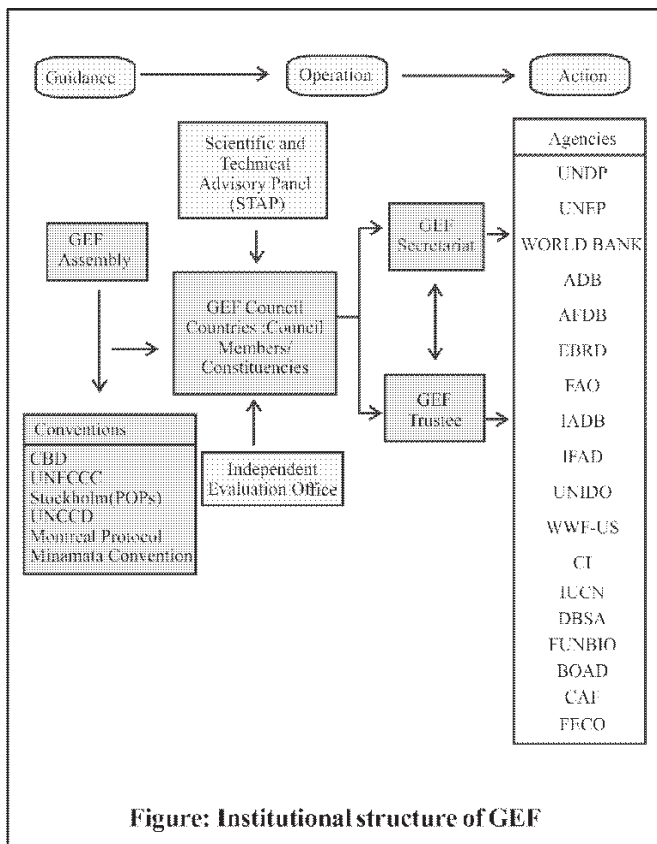 Guidance
Operation
Action
Scientific and
Technical
Advisory Panel
(STAP)
GEF
Assembly
GEF Council
Countries :Council
Members/
Constituencies
GEF
Secretariat
GEF
Trustee
Independent
Evaluation Office
Conventions
CBD
UNFCCC
Stockholm(POPs)
UNCCD
Montreal Protocol
Minamata Convention
Agencies
UNDP
UNEP
WORLD BANK
ADB
AFDB
EBRD
FAO
IADB
IFAD
UNIDO
WWF-US
CI
IUCN
DBSA
FUNBIO
BOAD
CAF
FECO
Figure: Institutional structure of GEF